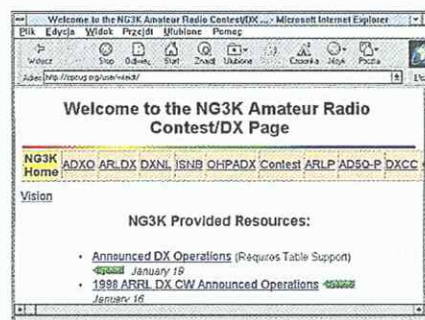 Welcome to the NG3K Amateur Radio Contest/DX ... - Microsoft Internet Explorer
Plik Edycja Widok Przejdź Ulubione Pomoc
Wstecz Stop Odśwież Start Znajdź Ulubione Czcionka Poczta
Adres
Welcome to the NG3K Amateur Radio
Contest/DX Page
NG3K Home ADXO ARLDX DXNL ISNB OHPADX Contest ARLP AD5Q-P DXCC
Vision
NG3K Provided Resources:
• Announced DX Operations (Requires Table Support)
January 19
• 1998 ARRL DX CW Announced Operations
January 16